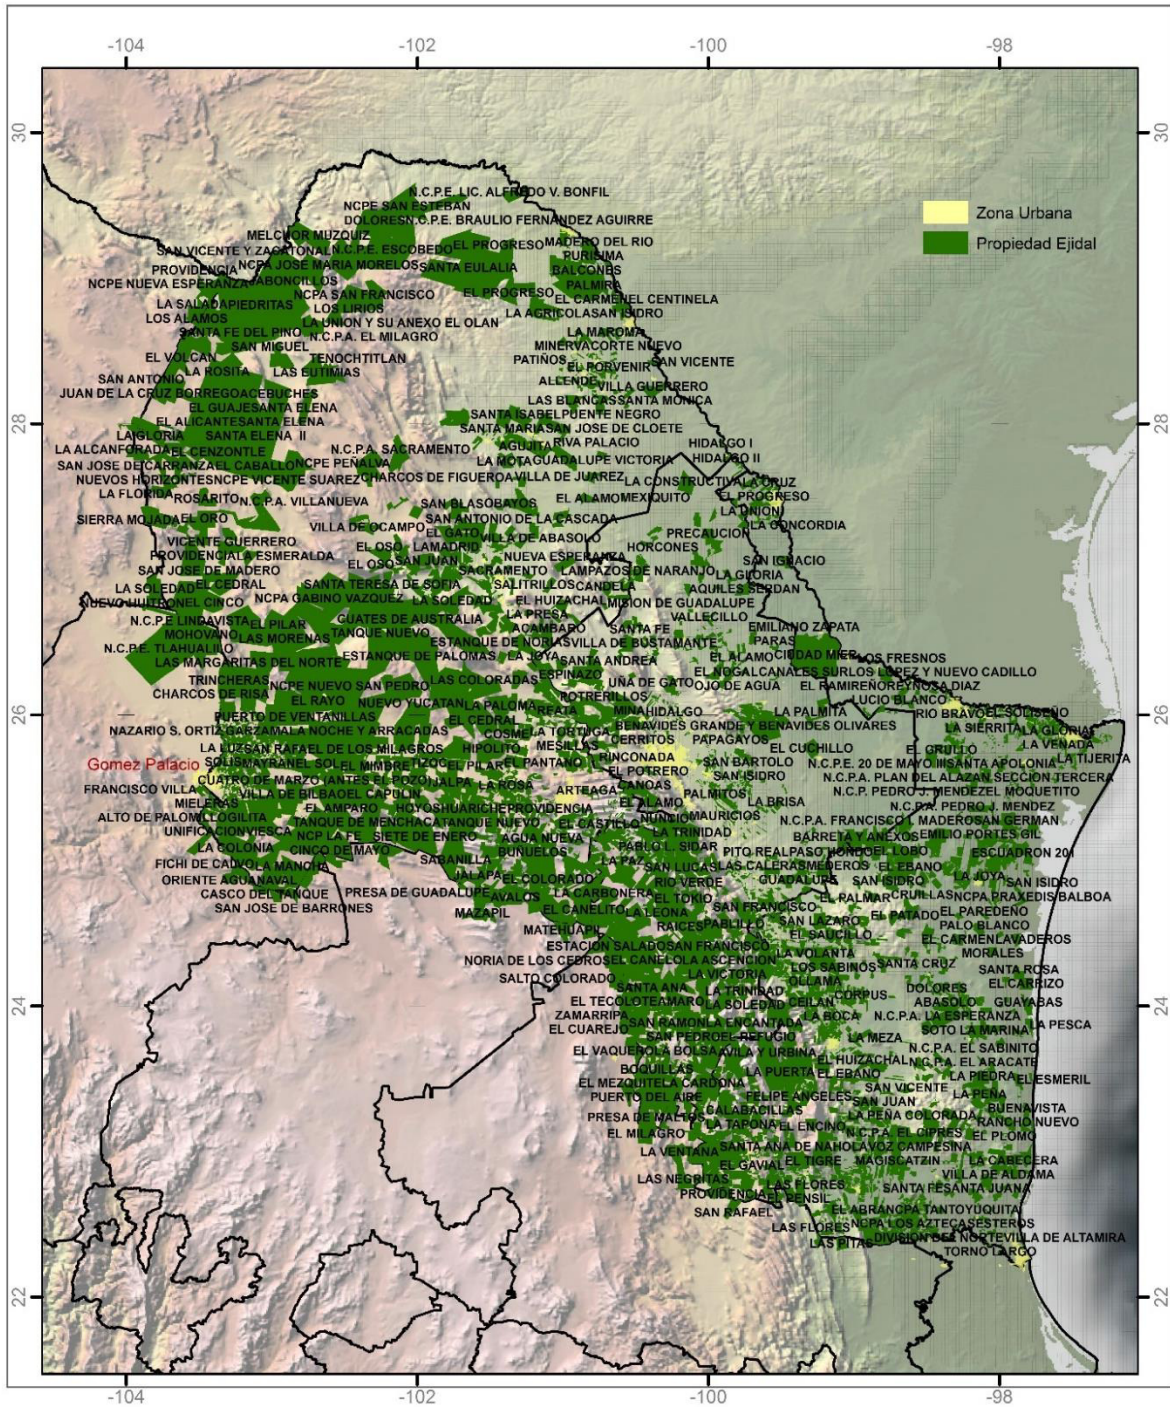 -104 -102 -100 -98
30 30
Zona Urbana
Propiedad Ejidal
N.C.P.E. LIC. ALFREDO V. BONFIL
NCPE SAN ESTEBAN
DOLORESN.C.P.E. BRAULIO FERNANDEZ AGUIRRE
MELCHOR MUZQUIZ
SAN VICENTE Y ZACATONAL N.C.P.E. ESCOBEDO EL PROGRESO MADERO DEL RIO
PURISIMA
PROVIDENCIA NCPA JOSE MARIA MORELOS SANTA EULALIA BALCONES
NCPE NUEVA ESPERANZA JABONCILLOS PALMIRA
NCPA SAN FRANCISCO EL PROGRESO EL CARMEN EL CENTINELA
LA SALADA PIEDRITAS LOS LIRIOS LA AGRICOLA SAN ISIDRO
LOS ALAMOS LA UNION Y SU ANEXO EL OLAN
SANTA FE DEL PINO N.C.P.A. EL MILAGRO LA MAROMA
SAN MIGUEL MINERVA CORTE NUEVO
EL VOLCAN TENOCHTITLAN PATIÑOS EL PORVENIR SAN VICENTE
LA ROSITA LAS EUTIMIAS
SAN ANTONIO ALLENDE VILLA GUERRERO
JUAN DE LA CRUZ BORREGO ACEBUCHES LAS BLANCAS SANTA MONICA
EL GUAJE SANTA ELENA SANTA ISABEL PUENTE NEGRO
EL ALICANTE SANTA ELENA SANTA MARIA SAN JOSE DE CLOETE
28 28
LA GLORIA SANTA ELENA II AGUJITA RIVA PALACIO HIDALGO I
LA ALCANFORADA EL CENZONTLE N.C.P.A. SACRAMENTO HIDALGO II
SAN JOSE DE CARRANZA EL CABALLO NCPE PEÑALVA LA MOTA GUADALUPE VICTORIA
NUEVOS HORIZONTES NCPE VICENTE SUAREZ CHARCOS DE FIGUEROA VILLA DE JUAREZ LA CONSTRUCTIVA LA CRUZ
LA FLORIDA ROSARITO N.C.P.A. VILLANUEVA SAN BLAS OBAYOS EL ALAMO MEXIQUITO EL PROGRESO
LA UNION
SIERRA MOJADA EL ORO VILLA DE OCAMPO SAN ANTONIO DE LA CASCADA LA CONCORDIA
VICENTE GUERRERO EL GATO VILLA DE ABASOLO PRECAUCION
EL OSO LAMADRID HORCONES
PROVIDENCIA LA ESMERALDA EL OSO SAN JUAN NUEVA ESPERANZA SAN IGNACIO
SAN JOSE DE MADERO SACRAMENTO LAMPAZOS DE NARANJO LA GLORIA
LA SOLEDAD EL CEDRAL SANTA TERESA DE SOFIA SALITRILLOS CANDELA AQUILES SERDAN
NUEVO HUITRON EL CINCO NCPA GABINO VAZQUEZ LA SOLEDAD EL HUIZACHAL MISION DE GUADALUPE
N.C.P.E LINDAVISTA EL PILAR CUATES DE AUSTRALIA LA PRESA VALLECILLO
MOHOVANO LAS MORENAS TANQUE NUEVO ACAMBARO SANTA FE EMILIANO ZAPATA
N.C.P.E. TLAHUALILO ESTANQUE DE NORIAS VILLA DE BUSTAMANTE PARAS
LAS MARGARITAS DEL NORTE ESTANQUE DE PALOMAS LA JOYA SANTA ANDREA EL ALAMO CIUDAD MIER LOS FRESNOS
TRINCHERAS NCPE NUEVO SAN PEDRO LAS COLORADAS ESPINAZO EL NOGAL CANALES SUR LOS LOPEZ Y NUEVO CADILLO
CHARCOS DE RISA UÑA DE GATO OJO DE AGUA EL RAMIREÑO REYNOSA DIAZ
EL RAYO NUEVO YUCATAN LA PALOMA POTRERILLOS LUCIO BLANCO
26 26
PUERTO DE VENTANILLAS EL CEDRAL REATA MINA HIDALGO LA PALMITA RIO BRAVO EL SOLISEÑO
NAZARIO S. ORTIZ GARZA MALA NOCHE Y ARRACADAS COSME LA TORTUGA BENAVIDES GRANDE Y BENAVIDES OLIVARES LA SIERRITA LA GLORIA
LA LUZ SAN RAFAEL DE LOS MILAGROS HIPOLITO MESILLAS CERRITOS PAPAGAYOS EL CUCHILLO EL GRULLO LA VENADA
Gomez Palacio SOLIS MAYRAN EL SOL EL MIMBRE TIZOC EL PILAR EL PANTANO RINCONADA SAN BARTOLO N.C.P.E. 20 DE MAYO II SANTA APOLONIA LA TIJERITA
CUATRO DE MARZO (ANTES EL POZO) JALPA LA ROSA EL POTRERO SAN ISIDRO N.C.P.A. PLAN DEL ALAZAN SECCION TERCERA
FRANCISCO VILLA VILLA DE BILBAO EL CAPULIN ARTEAGA CANOAS PALMITOS N.C.P. PEDRO J. MENDEZ EL MOQUETITO
MIELERAS EL AMPARO HOYOS HUARICHE PROVIDENCIA EL ALAMO LA BRISA N.C.P.A. PEDRO J. MENDEZ
ALTO DE PALOMILLO GILITA TANQUE DE MENCHACA TANQUE NUEVO EL CASTILLO NUNCIO MAURICIOS N.C.P.A. FRANCISCO I MADERO SAN GERMAN
UNIFICACION VIESCA NCP LA FE SIETE DE ENERO AGUA NUEVA LA TRINIDAD BARRETA Y ANEXOS EMILIO PORTES GIL
LA COLONIA CINCO DE MAYO BUÑUELOS PABLO L. SIDAR PITO REAL PASO HONDO EL LOBO ESCUADRON 201
FICHI DE CALVO LA MANCHA SABANILLA LA PAZ SAN LUCAS LAS CALERAS MEDEROS EL EBANO
ORIENTE AGUANAVAL JALAPA EL COLORADO RIO VERDE GUADALUPE SAN ISIDRO LA JOYA SAN ISIDRO
CASCO DEL TANQUE PRESA DE GUADALUPE AVALOS LA CARBONERA EL TOKIO EL PALMAR CRUILLAS NCPA PRAXEDIS BALBOA
SAN JOSE DE BARRONES MAZAPIL EL CANELITO LA LEONA SAN FRANCISCO EL PATADO EL PAREDEÑO
MATEHUAPIL RAICES PABLILLO SAN LAZARO PALO BLANCO
ESTACION SALADO SAN FRANCISCO EL SAUCILLO EL CARMEN LAVADEROS
NORIA DE LOS CEDROS EL CANELO LA ASCENCION LA VOLANTA MORALES
SALTO COLORADO LA VICTORIA LOS SABINOS SANTA CRUZ SANTA ROSA
SANTA ANA LA TRINIDAD OLLAMA DOLORES EL CARRIZO
24 24
EL TECOLOTE AMARO LA SOLEDAD CEILAN CORPUS ABASOLO GUAYABAS
ZAMARRIPA SAN RAMON LA ENCANTADA LA BOCA N.C.P.A. LA ESPERANZA
EL CUAREJO SAN PEDRO EL REFUGIO LA MEZA SOTO LA MARINA LA PESCA
EL VAQUERO LA BOLSA AVILA Y URBINA EL HUIZACHAL N.C.P.A. EL SABINITO
N.C.P.A. EL ARACATE
BOQUILLAS LA PUERTA EL EBANO LA PIEDRA EL ESMERIL
EL MEZQUITE LA CARDONA SAN VICENTE LA PEÑA
PUERTO DEL AIRE FELIPE ANGELES SAN JUAN BUENAVISTA
PRESA DE MALTOS CALABACILLAS LA PEÑA COLORADA RANCHO NUEVO
EL MILAGRO LA TAPONA EL ENCINO N.C.P.A. EL CIPRES EL PLOMO
LA VENTANA SANTA ANA DE NAHOLA VOZ CAMPESINA
EL GAVIAL EL TIGRE MAGISCATZIN LA CABECERA
LAS NEGRITAS LAS FLORES VILLA DE ALDAMA
PROVIDENCIA EL PENSIL SANTA FE SANTA JUANA
SAN RAFAEL EL ABRA NCPA TANTOYUQUITA
LAS FLORES NCPA LOS AZTECAS ESTEROS
LAS PITAS DIVISION DEL NORTE VILLA DE ALTAMIRA
TORNO LARGO
22 22
-104 -102 -100 -98